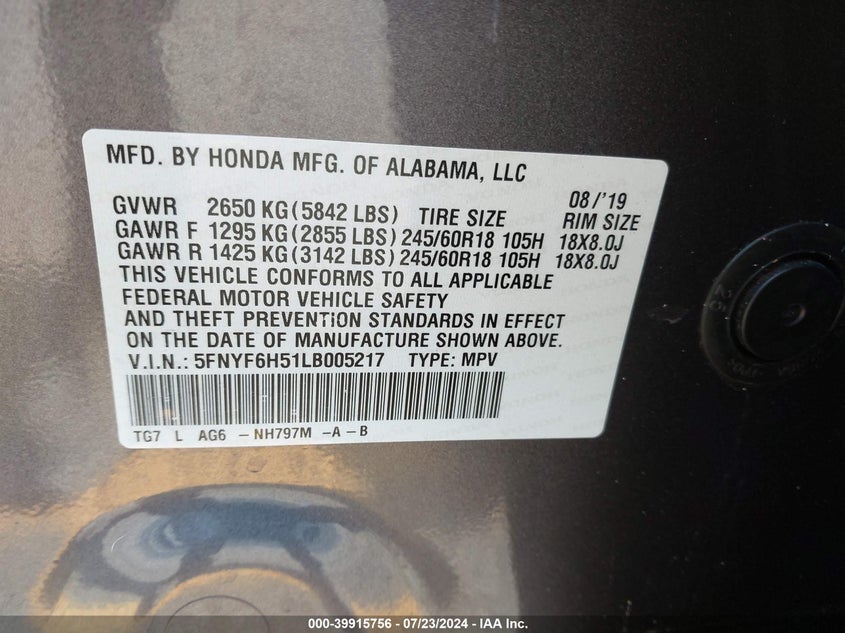 MFD. BY HONDA MFG. OF ALABAMA, LLC
08/'19
GVWR 2650 KG(5842 LBS) TIRE SIZE RIM SIZE
GAWR F 1295 KG(2855 LBS) 245/60R18 105H 18X8.0J
GAWR R 1425 KG(3142 LBS) 245/60R18 105H 18X8.0J
THIS VEHICLE CONFORMS TO ALL APPLICABLE
FEDERAL MOTOR VEHICLE SAFETY
AND THEFT PREVENTION STANDARDS IN EFFECT
ON THE DATE OF MANUFACTURE SHOWN ABOVE.
V.I.N.: 5FNYF6H51LB005217 TYPE: MPV
TG7 L AG6 - NH797M -A - B
000-39915756 / 07/23/2024 - IAA Inc.